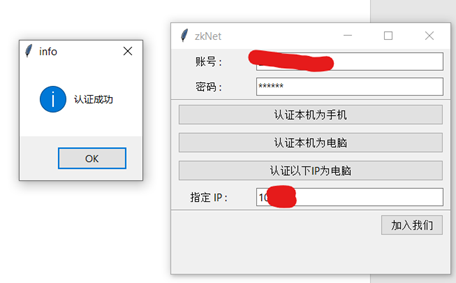 info
认证成功
OK
zkNet
账号 :
密码 :
******
认证本机为手机
认证本机为电脑
认证以下IP为电脑
指定 IP :
10
加入我们